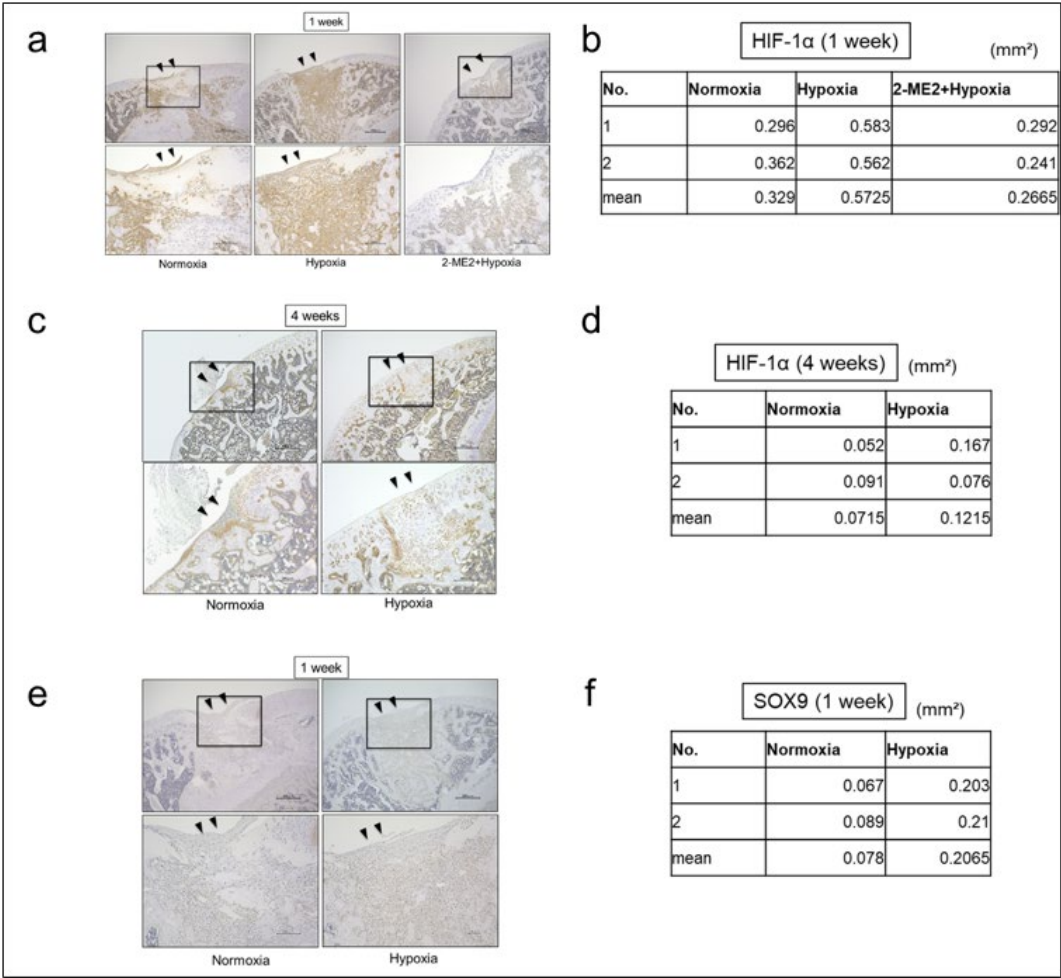 a
1 week
Normoxia
Hypoxia
2-ME2+Hypoxia
b
HIF-1α (1 week)
(mm²)
No. Normoxia Hypoxia 2-ME2+Hypoxia
1 0.296 0.583 0.292
2 0.362 0.562 0.241
mean 0.329 0.5725 0.2665
c
4 weeks
Normoxia
Hypoxia
d
HIF-1α (4 weeks)
(mm²)
No. Normoxia Hypoxia
1 0.052 0.167
2 0.091 0.076
mean 0.0715 0.1215
e
1 week
Normoxia
Hypoxia
f
SOX9 (1 week)
(mm²)
No. Normoxia Hypoxia
1 0.067 0.203
2 0.089 0.21
mean 0.078 0.2065